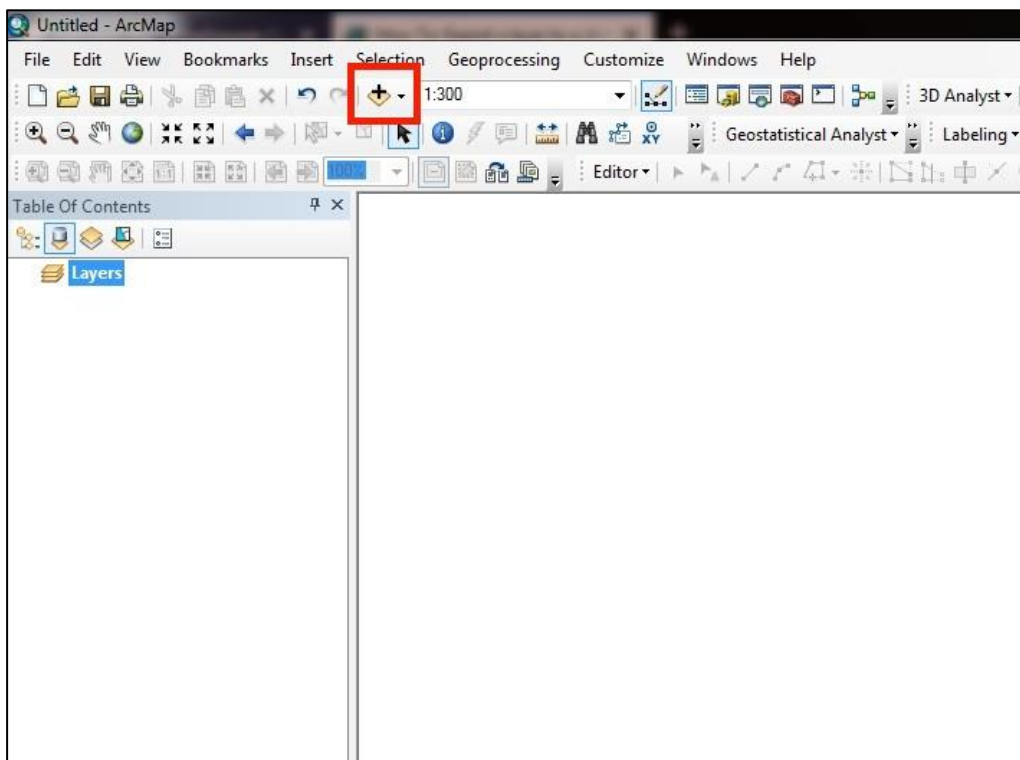 Untitled - ArcMap
File Edit View Bookmarks Insert Selection Geoprocessing Customize Windows Help
1:300 3D Analyst
XY Geostatistical Analyst Labeling
100% Editor
Table Of Contents
Layers